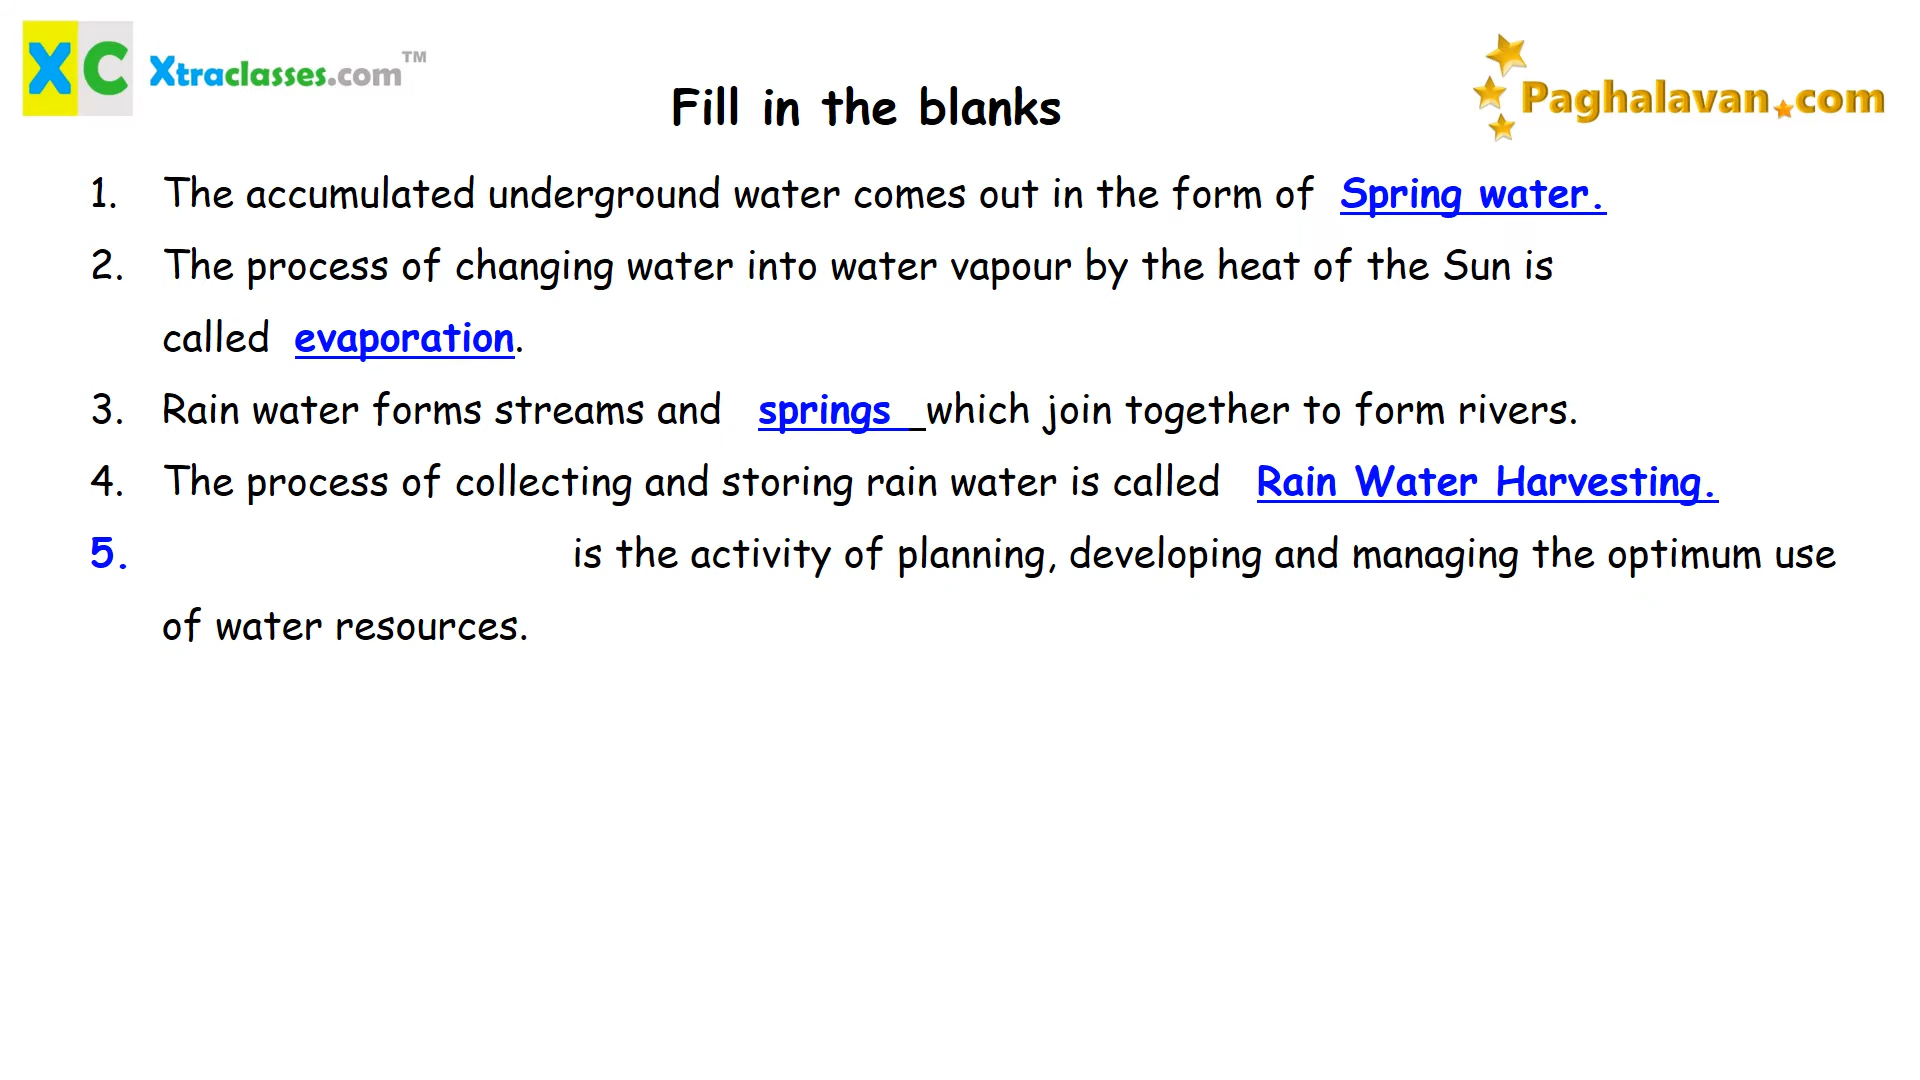 XC Xtraclasses.com™
Paghalavan.com
Fill in the blanks
1. The accumulated underground water comes out in the form of Spring water.
2. The process of changing water into water vapour by the heat of the Sun is
called evaporation.
3. Rain water forms streams and springs _which join together to form rivers.
4. The process of collecting and storing rain water is called Rain Water Harvesting.
5. is the activity of planning, developing and managing the optimum use
of water resources.